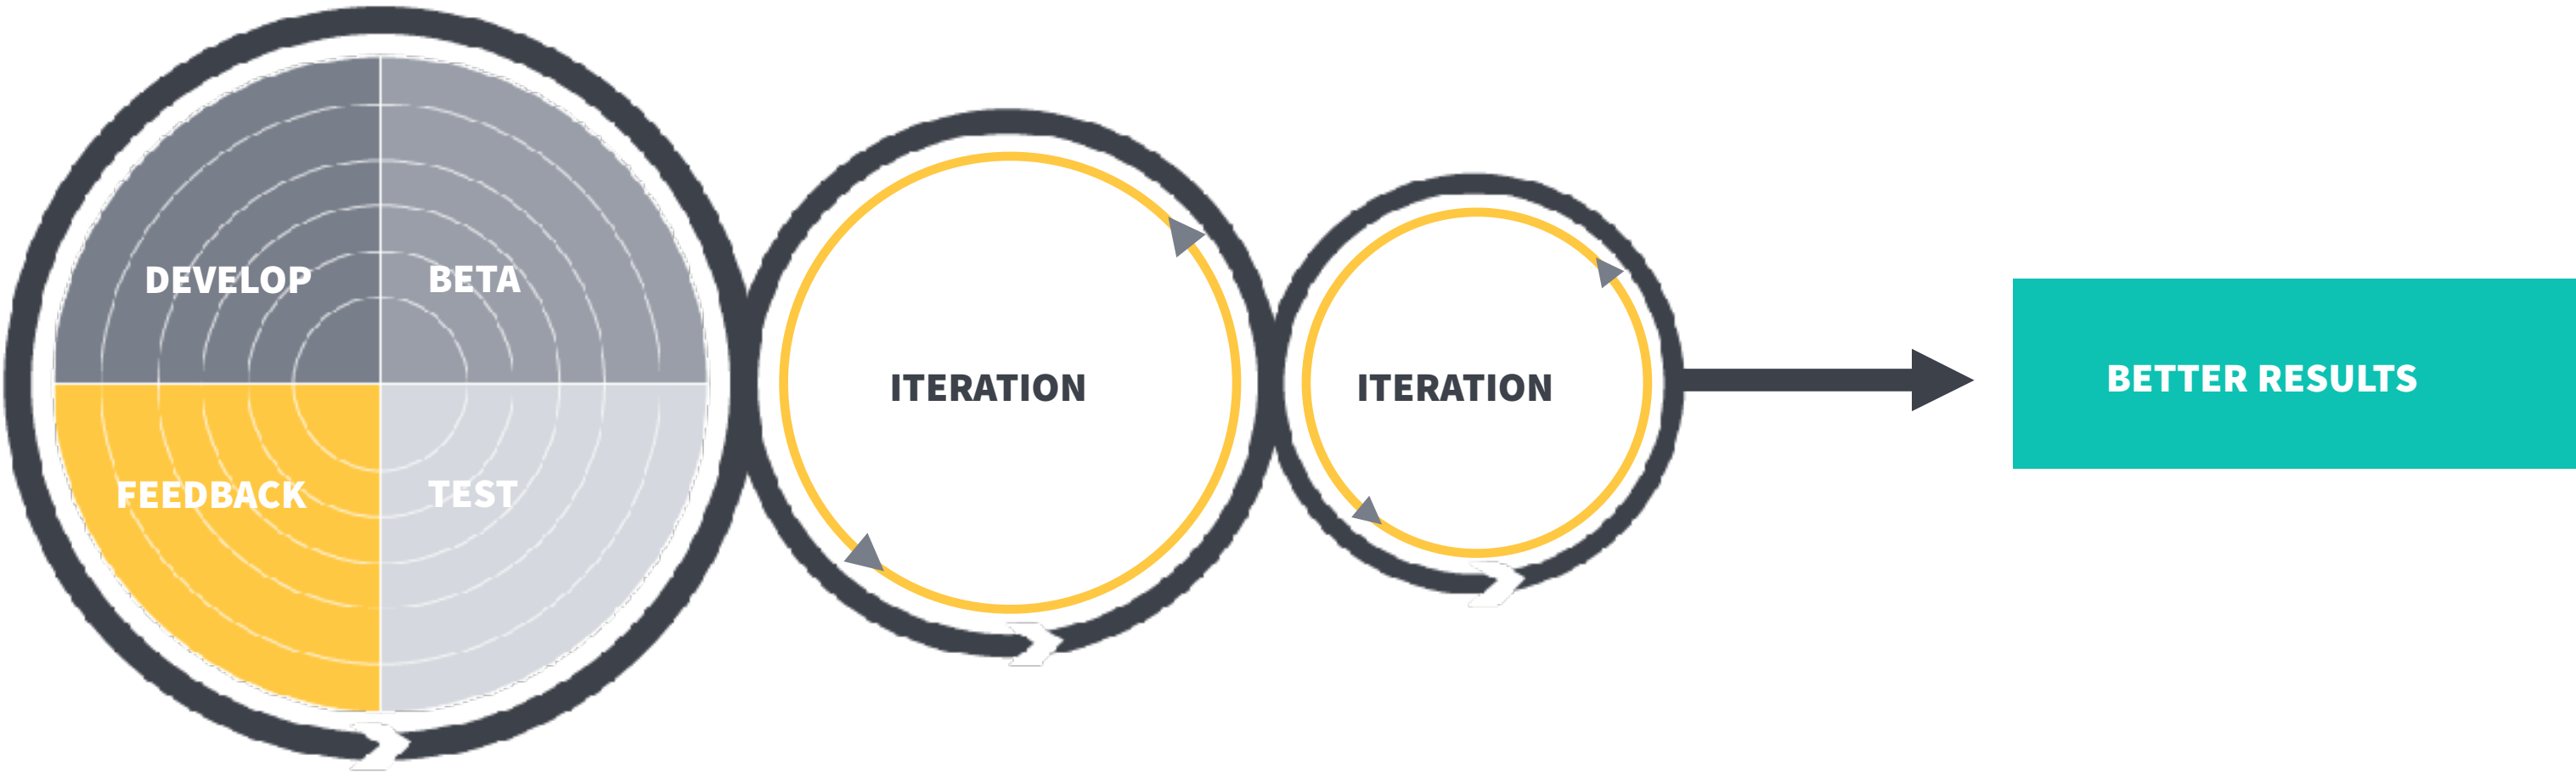 DEVELOP
BETA
FEEDBACK
TEST
ITERATION
ITERATION
BETTER RESULTS